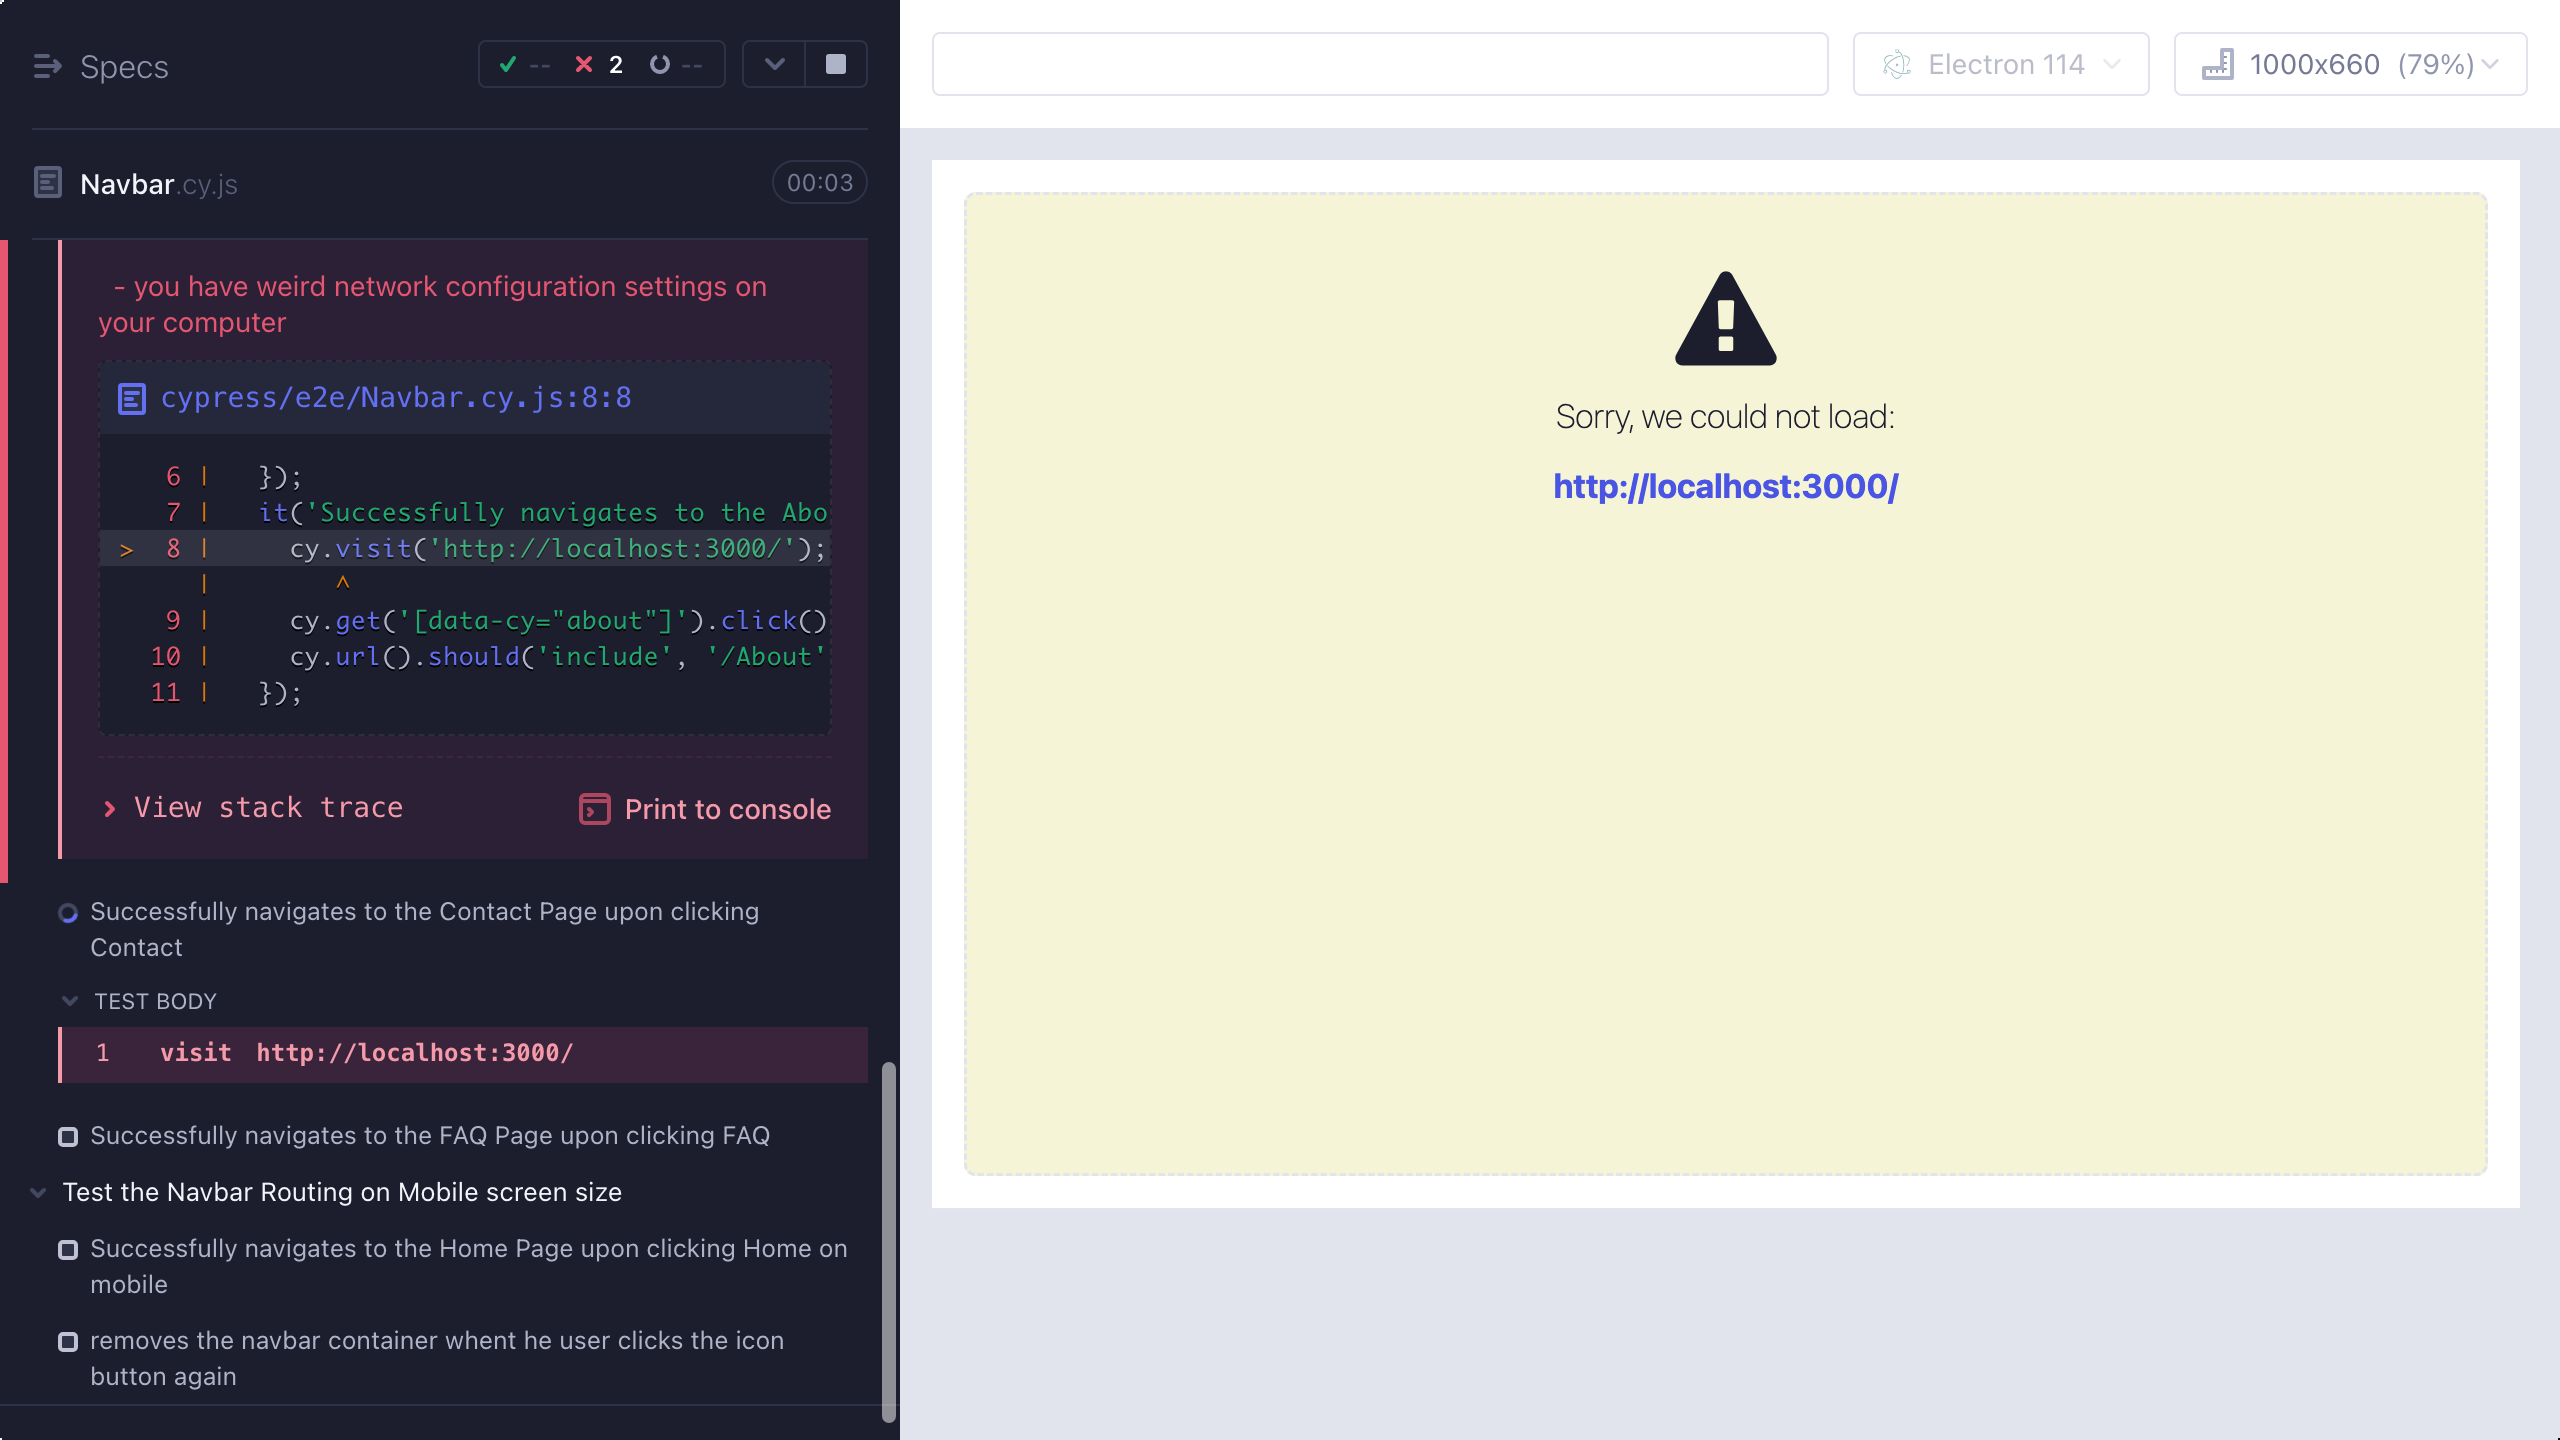 Specs
-- 2 --
Navbar.cy.js
00:03
- you have weird network configuration settings on
your computer
cypress/e2e/Navbar.cy.js:8:8
6 |   });
7 |   it('Successfully navigates to the Abo
> 8 |     cy.visit('http://localhost:3000/');
|        ^
9 |     cy.get('[data-cy="about"]').click()
10 |     cy.url().should('include', '/About'
11 |   });
View stack trace
Print to console
Successfully navigates to the Contact Page upon clicking
Contact
TEST BODY
1 visit http://localhost:3000/
Successfully navigates to the FAQ Page upon clicking FAQ
Test the Navbar Routing on Mobile screen size
Successfully navigates to the Home Page upon clicking Home on
mobile
removes the navbar container whent he user clicks the icon
button again
Electron 114
1000x660 (79%)
Sorry, we could not load:
http://localhost:3000/